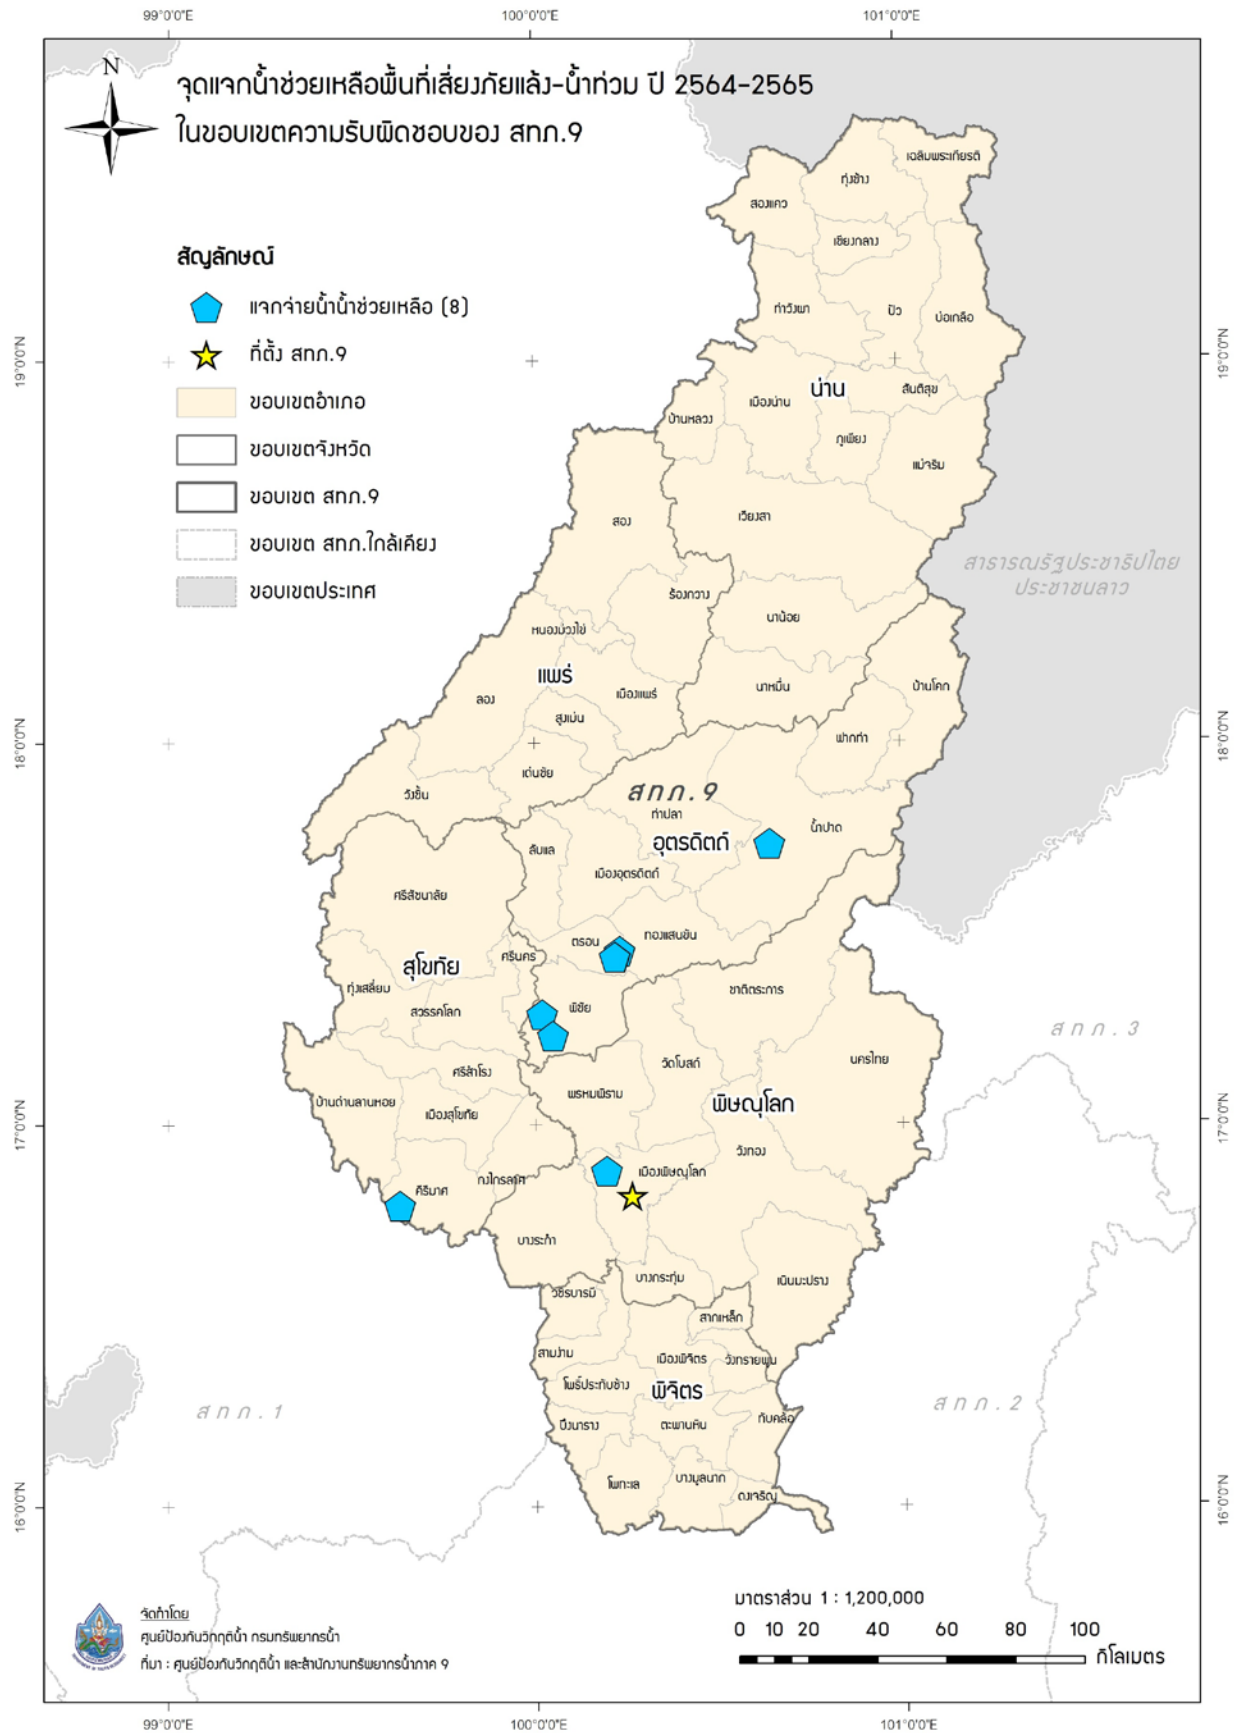 99°0'0"E 100°0'0"E 101°0'0"E
N
จุดแจกน้ำช่วยเหลือพื้นที่เสี่ยงภัยแล้ง-น้ำท่วม ปี 2564-2565
ในขอบเขตความรับผิดชอบของ สทภ.9
สัญลักษณ์
แจกจ่ายน้ำน้ำช่วยเหลือ (8)
ที่ตั้ง สทภ.9
ขอบเขตอำเภอ
ขอบเขตจังหวัด
ขอบเขต สทภ.9
ขอบเขต สทภ.ใกล้เคียง
ขอบเขตประเทศ
เฉลิมพระเกียรติ
ทุ่งช้าง
สองแคว
เชียงกลาง
ท่าวังผา
ปัว
บ่อเกลือ
19°0'0"N
19°0'0"N
น่าน
สันติสุข
เมืองน่าน
บ้านหลวง
ภูเพียง
แม่จริม
เวียงสา
สอง
สาธารณรัฐประชาธิปไตย
ประชาชนลาว
ร้องกวาง
นาน้อย
หนองม่วงไข่
แพร่
นาหมื่น
บ้านโคก
ลอง
เมืองแพร่
สูงเม่น
18°0'0"N
18°0'0"N
ฟากท่า
เด่นชัย
วังชิ้น
สทภ.9
ท่าปลา
น้ำปาด
อุตรดิตถ์
ลับแล
เมืองอุตรดิตถ์
ศรีสัชนาลัย
ทองแสนขัน
ตรอน
ศรีนคร
สุโขทัย
ทุ่งเสลี่ยม
ชาติตระการ
สวรรคโลก
พิชัย
สทภ.3
นครไทย
วัดโบสถ์
ศรีสำโรง
พรหมพิราม
บ้านด่านลานหอย
พิษณุโลก
เมืองสุโขทัย
17°0'0"N
17°0'0"N
วังทอง
เมืองพิษณุโลก
กงไกรลาศ
คีรีมาศ
บางระกำ
บางกระทุ่ม
เนินมะปราง
วชิรบารมี
สากเหล็ก
สามง่าม
เมืองพิจิตร
วังทรายพูน
โพธิ์ประทับช้าง
พิจิตร
สทภ.1
สทภ.2
บึงนาราง
ตะพานหิน
ทับคล้อ
โพทะเล
บางมูลนาก
ดงเจริญ
16°0'0"N
16°0'0"N
มาตราส่วน 1 : 1,200,000
0 10 20 40 60 80 100
กิโลเมตร
จัดทำโดย
ศูนย์ป้องกันวิกฤติน้ำ กรมทรัพยากรน้ำ
ที่มา : ศูนย์ป้องกันวิกฤติน้ำ และสำนักงานทรัพยากรน้ำภาค 9
99°0'0"E 100°0'0"E 101°0'0"E